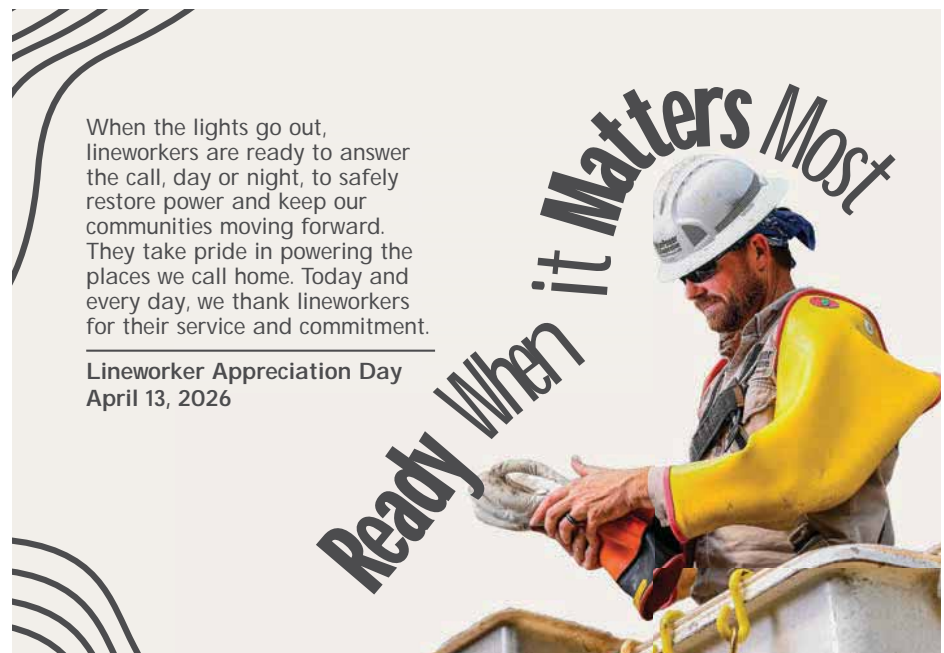 When the lights go out,
lineworkers are ready to answer
the call, day or night, to safely
restore power and keep our
communities moving forward.
They take pride in powering the
places we call home. Today and
every day, we thank lineworkers
for their service and commitment.
Lineworker Appreciation Day
April 13, 2026
Ready When it Matters Most